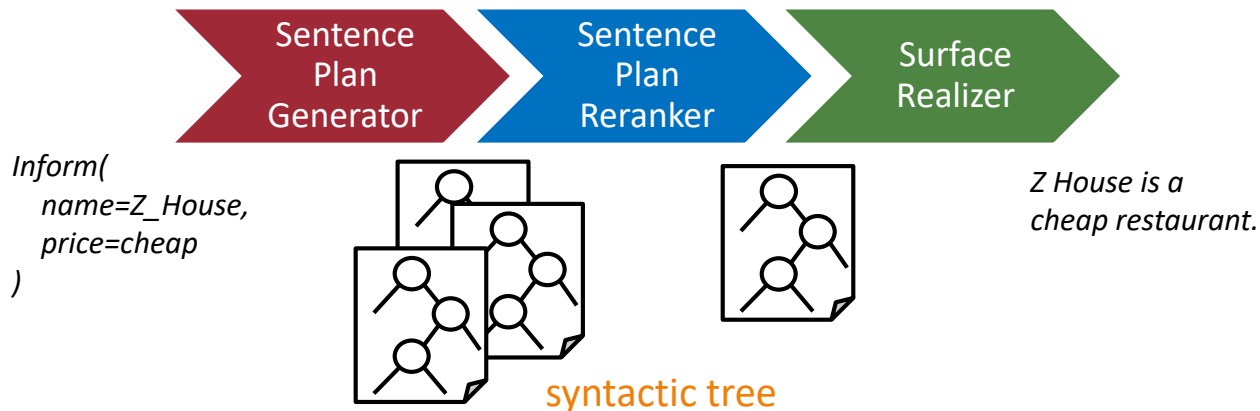 Sentence
Plan
Generator
Sentence
Plan
Reranker
Surface
Realizer
Inform(
name=Z_House,
price=cheap
)
Z House is a
cheap restaurant.
syntactic tree